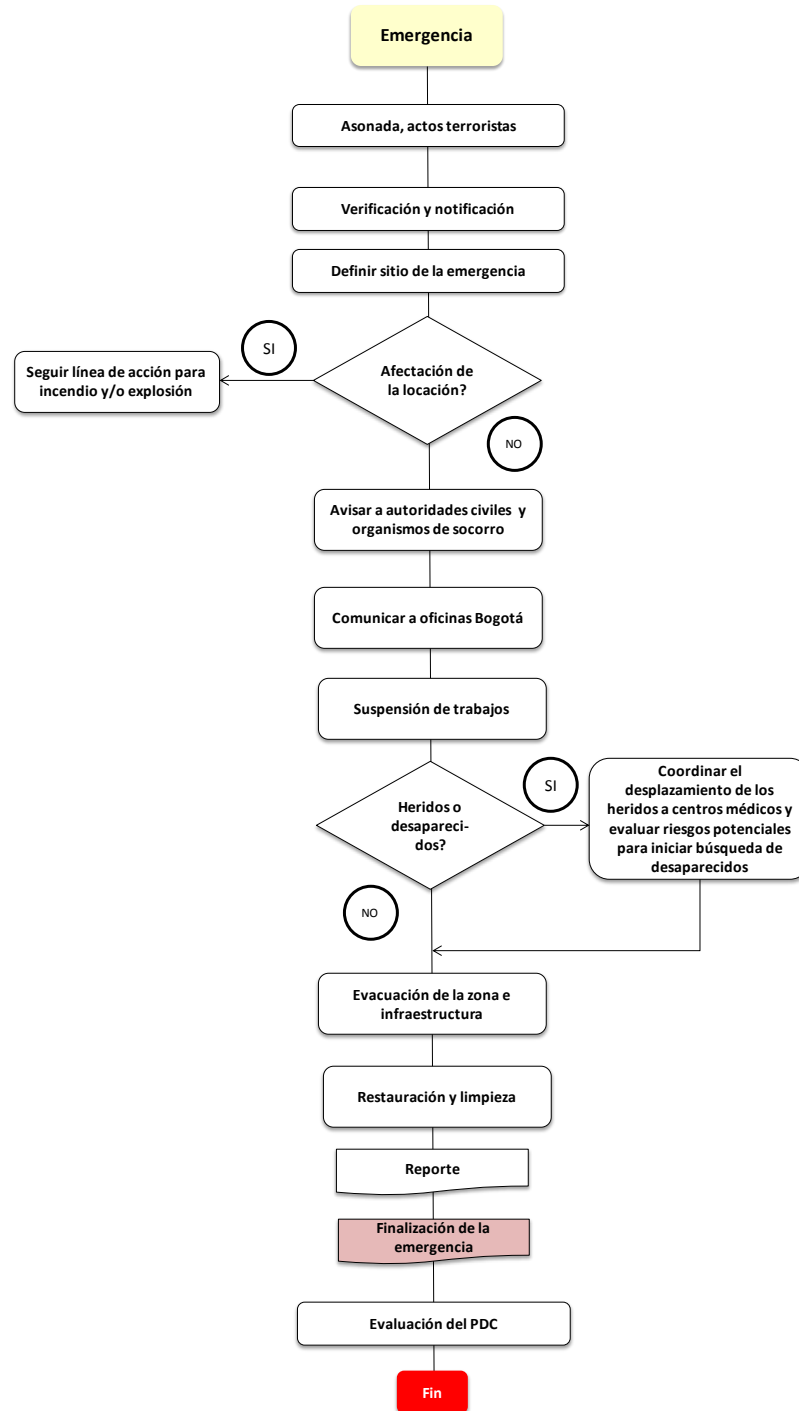 Emergencia
Asonada, actos terroristas
Verificación y notificación
Definir sitio de la emergencia
SI
Afectación de
la locación?
Seguir línea de acción para
incendio y/o explosión
NO
Avisar a autoridades civiles y
organismos de socorro
Comunicar a oficinas Bogotá
Suspensión de trabajos
Heridos o
desapareci-
dos?
SI
Coordinar el
desplazamiento de los
heridos a centros médicos y
evaluar riesgos potenciales
para iniciar búsqueda de
desaparecidos
NO
Evacuación de la zona e
infraestructura
Restauración y limpieza
Reporte
Finalización de la
emergencia
Evaluación del PDC
Fin